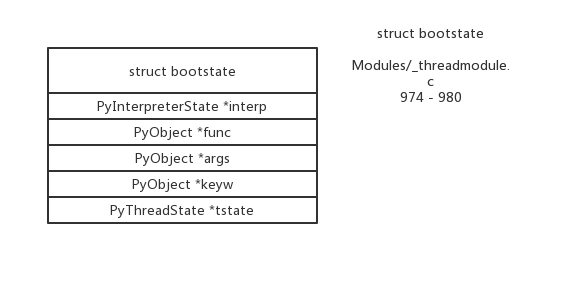 struct bootstate
PyInterpreterState *interp
PyObject *func
PyObject *args
PyObject *keyw
PyThreadState *tstate
struct bootstate
Modules/_threadmodule.
c
974 - 980